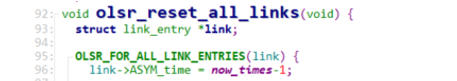 92: void olsr_reset_all_links(void) {
93: struct link_entry *link;
94:
95: OLSR_FOR_ALL_LINK_ENTRIES(link) {
96: link->ASYM_time = now_times-1;